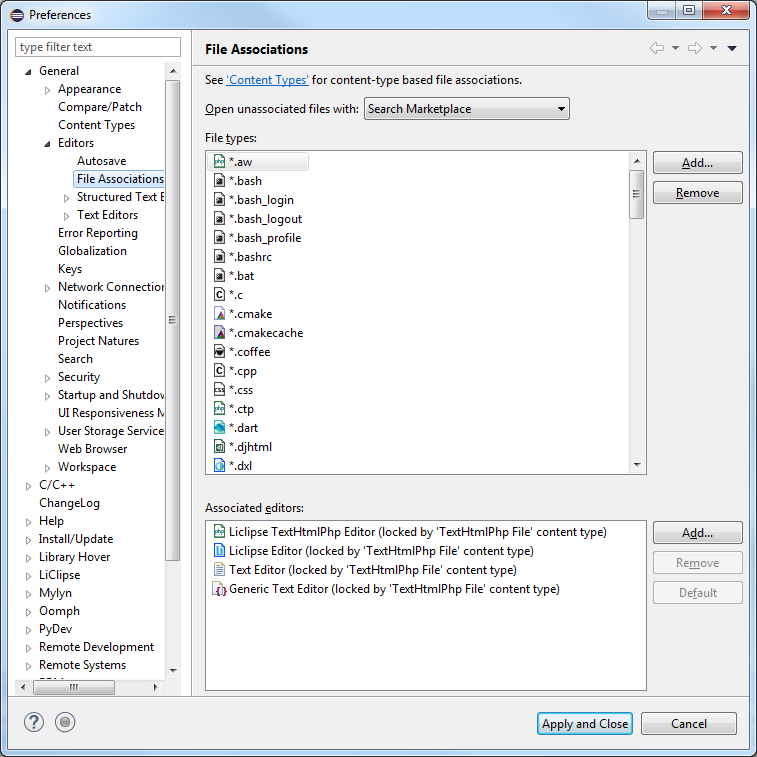 Preferences
type filter text
General
Appearance
Compare/Patch
Content Types
Editors
Autosave
File Associations
Structured Text E
Text Editors
Error Reporting
Globalization
Keys
Network Connection
Notifications
Perspectives
Project Natures
Search
Security
Startup and Shutdov
UI Responsiveness M
User Storage Service
Web Browser
Workspace
C/C++
ChangeLog
Help
Install/Update
Library Hover
LiClipse
Mylyn
Oomph
PyDev
Remote Development
Remote Systems
File Associations
See 'Content Types' for content-type based file associations.
Open unassociated files with: Search Marketplace
File types:
*.aw
*.bash
*.bash_login
*.bash_logout
*.bash_profile
*.bashrc
*.bat
*.c
*.cmake
*.cmakecache
*.coffee
*.cpp
*.css
*.ctp
*.dart
*.djhtml
*.dxl
Add...
Remove
Associated editors:
Liclipse TextHtmlPhp Editor (locked by 'TextHtmlPhp File' content type)
Liclipse Editor (locked by 'TextHtmlPhp File' content type)
Text Editor (locked by 'TextHtmlPhp File' content type)
Generic Text Editor (locked by 'TextHtmlPhp File' content type)
Add...
Remove
Default
Apply and Close
Cancel